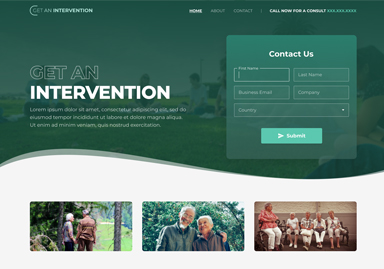 GET AN INTERVENTION
HOME ABOUT CONTACT | CALL NOW FOR A CONSULT XXX.XXX.XXXX
Contact Us
First Name
Last Name
Business Email
Company
Country
Submit
GET AN
INTERVENTION
Lorem ipsum dolor sit amet, consectetur adipiscing elit, sed do
eiusmod tempor incididunt ut labore et dolore magna aliqua.
Ut enim ad minim veniam, quis nostrud exercitation.